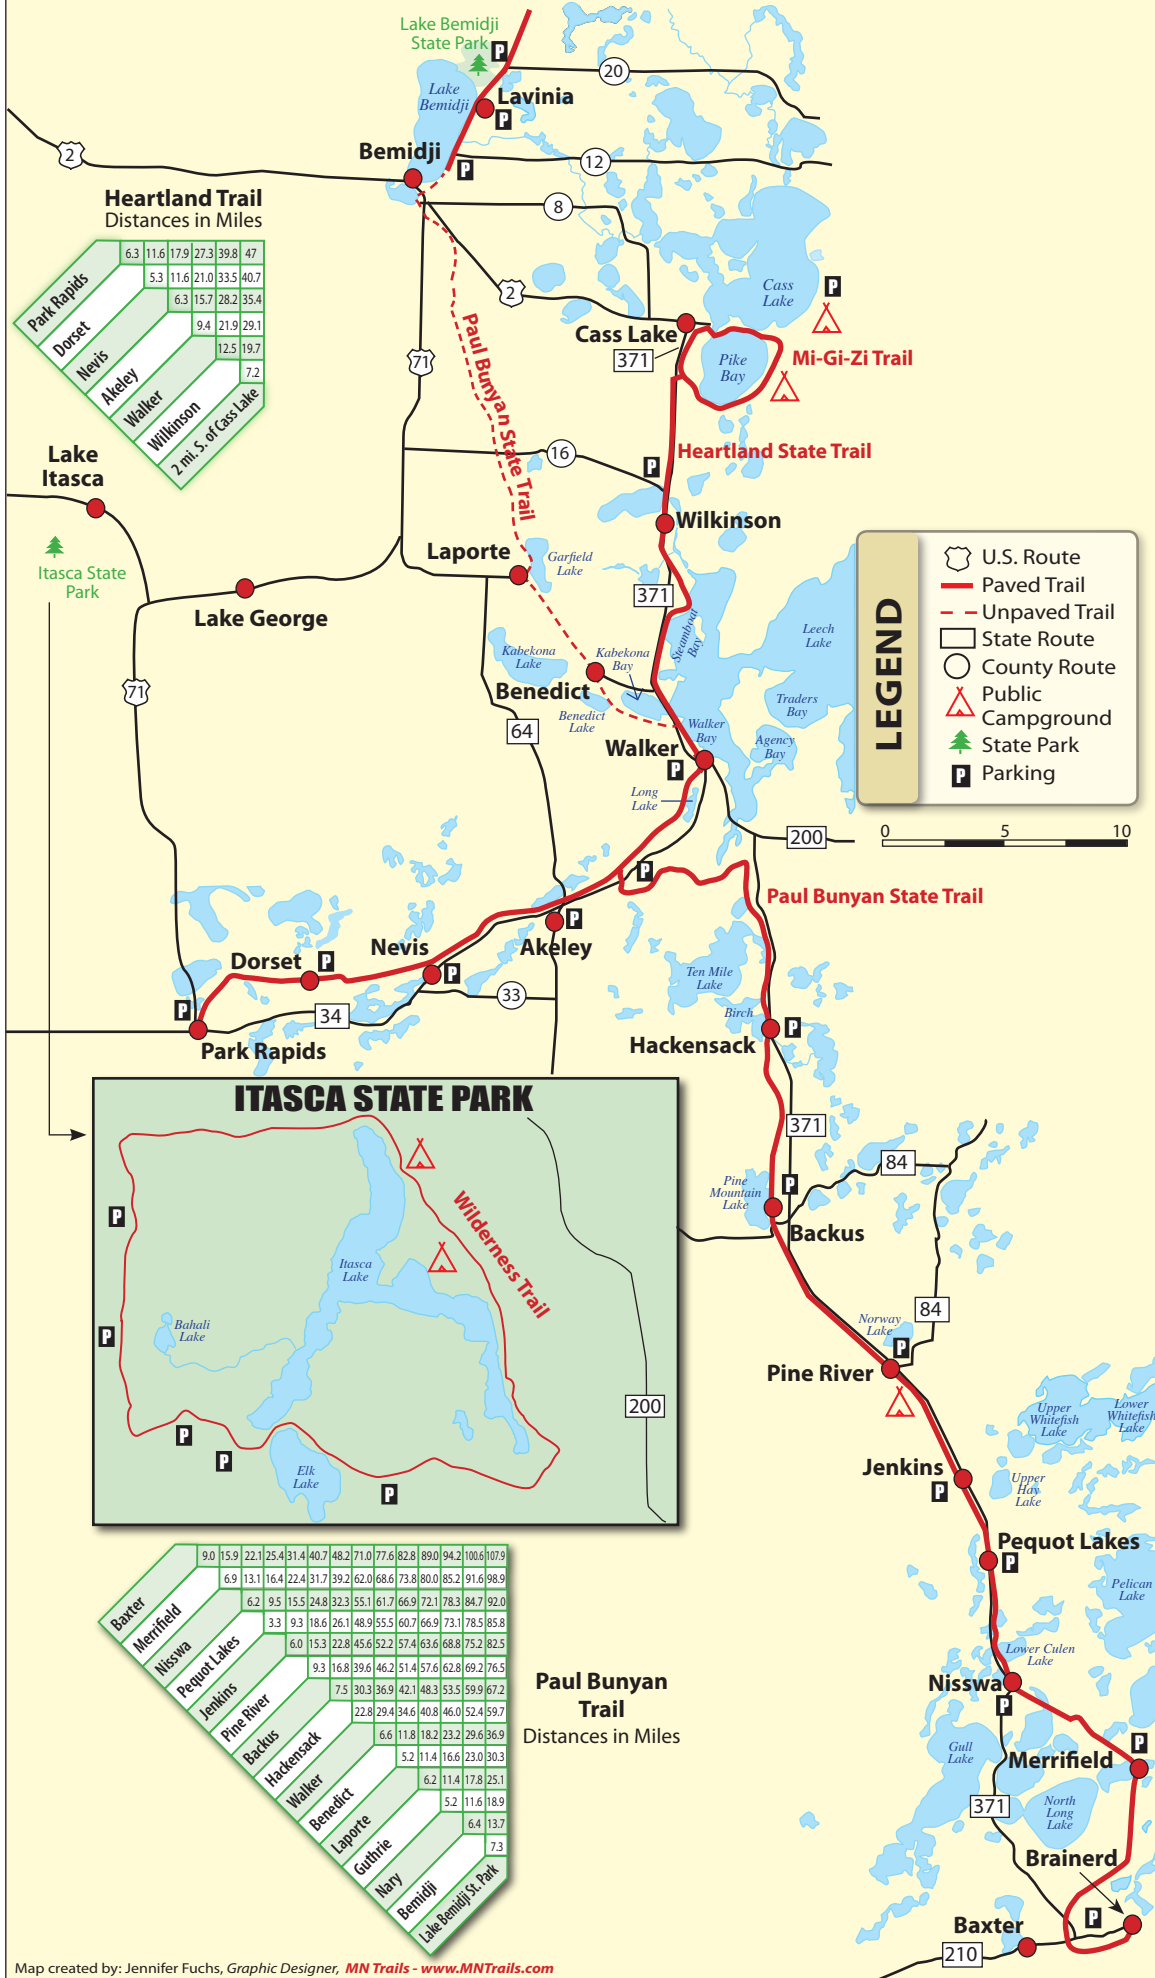 Lake Bemidji
State Park
P
20
Lake
Bemidji
Lavinia
P
2
Bemidji
12
P
Heartland Trail
Distances in Miles
8
6.3 11.6 17.9 27.3 39.8 47
5.3 11.6 21.0 33.5 40.7
6.3 15.7 28.2 35.4
9.4 21.9 29.1
12.5 19.7
7.2
Park Rapids
Dorset
Nevis
Akeley
Walker
Wilkinson
2 mi. S. of Cass Lake
2
Cass
Lake
P
Cass Lake
371
Mi-Gi-Zi Trail
Pike
Bay
71
Paul Bunyan State Trail
Heartland State Trail
16
P
Lake
Itasca
Wilkinson
Itasca State
Park
Laporte
Garfield
Lake
Lake George
371
Steamboat
Bay
Leech
Lake
LEGEND
U.S. Route
Paved Trail
Unpaved Trail
State Route
County Route
Public
Campground
State Park
P Parking
Kabekona
Lake
Kabekona
Bay
71
Benedict
Benedict
Lake
Traders
Bay
64
Walker
Bay
Agency
Bay
Walker
P
Long
Lake
200
0 5 10
P
Paul Bunyan State Trail
P
Akeley
Nevis
P
Dorset
P
33
Ten Mile
Lake
Birch
P
34
Park Rapids
P
Hackensack
ITASCA STATE PARK
371
84
P
Wilderness Trail
Pine
Mountain
Lake
P
Backus
Itasca
Lake
Bahali
Lake
P
Norway
Lake
84
P
Pine River
200
P
P
Elk
Lake
P
Upper
Whitefish
Lake
Lower
Whitefish
Lake
Jenkins
P
Upper
Hay
Lake
Pequot Lakes
P
9.0 15.9 22.1 25.4 31.4 40.7 48.2 71.0 77.6 82.8 89.0 94.2 100.6 107.9
6.9 13.1 16.4 22.4 31.7 39.2 62.0 68.6 73.8 80.0 85.2 91.6 98.9
6.2 9.5 15.5 24.8 32.3 55.1 61.7 66.9 72.1 78.3 84.7 92.0
3.3 9.3 18.6 26.1 48.9 55.5 60.7 66.9 73.1 78.5 85.8
6.0 15.3 22.8 45.6 52.2 57.4 63.6 68.8 75.2 82.5
9.3 16.8 39.6 46.2 51.4 57.6 62.8 69.2 76.5
7.5 30.3 36.9 42.1 48.3 53.5 59.9 67.2
22.8 29.4 34.6 40.8 46.0 52.4 59.7
6.6 11.8 18.2 23.2 29.6 36.9
5.2 11.4 16.6 23.0 30.3
6.2 11.4 17.8 25.1
5.2 11.6 18.9
6.4 13.7
7.3
Baxter
Merrifield
Nisswa
Pequot Lakes
Jenkins
Pine River
Backus
Hackensack
Walker
Benedict
Laporte
Guthrie
Nary
Bemidji
Lake Bemidji St. Park
Paul Bunyan
Trail
Distances in Miles
Pelican
Lake
Lower Culen
Lake
Nisswa
P
Gull
Lake
Merrifield
P
371
North
Long
Lake
Brainerd
P
Baxter
210
Map created by: Jennifer Fuchs, Graphic Designer, MN Trails - www.MNTrails.com